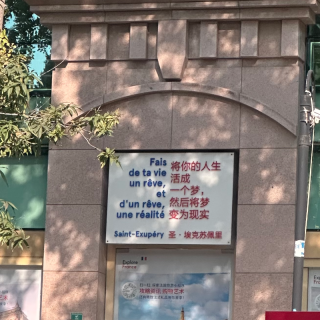 Fais
de ta vie
un rêve,
et
d'un rêve,
une réalité
将你的人生
活成
一个梦，
然后将梦
变为现实
Saint-Exupéry 圣·埃克苏佩里